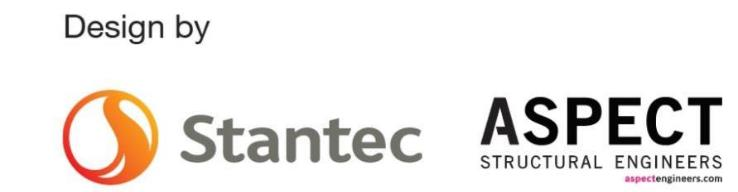 Design by
Stantec
ASPECT
STRUCTURAL ENGINEERS
aspectengineers.com